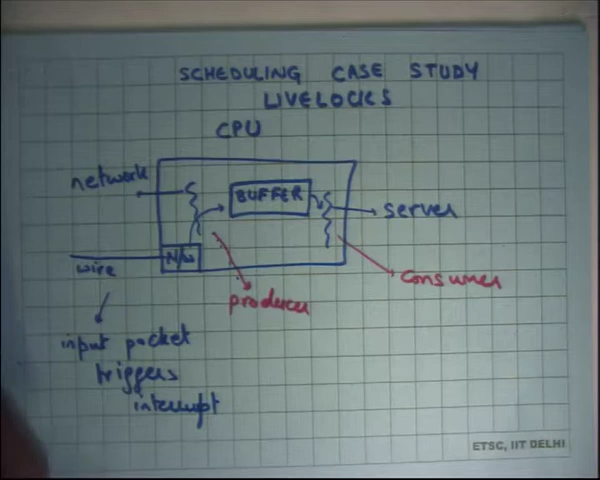 SCHEDULING CASE STUDY
LIVELOCKS
CPU
network
BUFFER
server
N/W
wire
consumer
producer
input packet
triggers
interrupt
ETSC, IIT DELHI